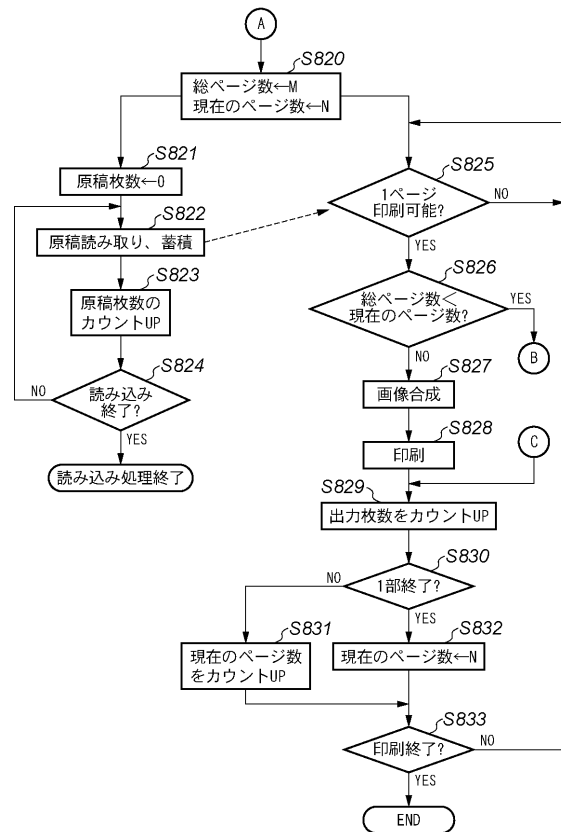 A
S820
総ページ数←M
現在のページ数←N
S821
原稿枚数←0
S822
原稿読み取り、蓄積
S823
原稿枚数の
カウントUP
S824
読み込み
終了?
NO
YES
読み込み処理終了
S825
1ページ
印刷可能?
NO
YES
S826
総ページ数<
現在のページ数?
YES
B
NO
S827
画像合成
S828
印刷
C
S829
出力枚数をカウントUP
S830
1部終了?
NO
YES
S831
現在のページ数
をカウントUP
S832
現在のページ数←N
S833
印刷終了?
NO
YES
END